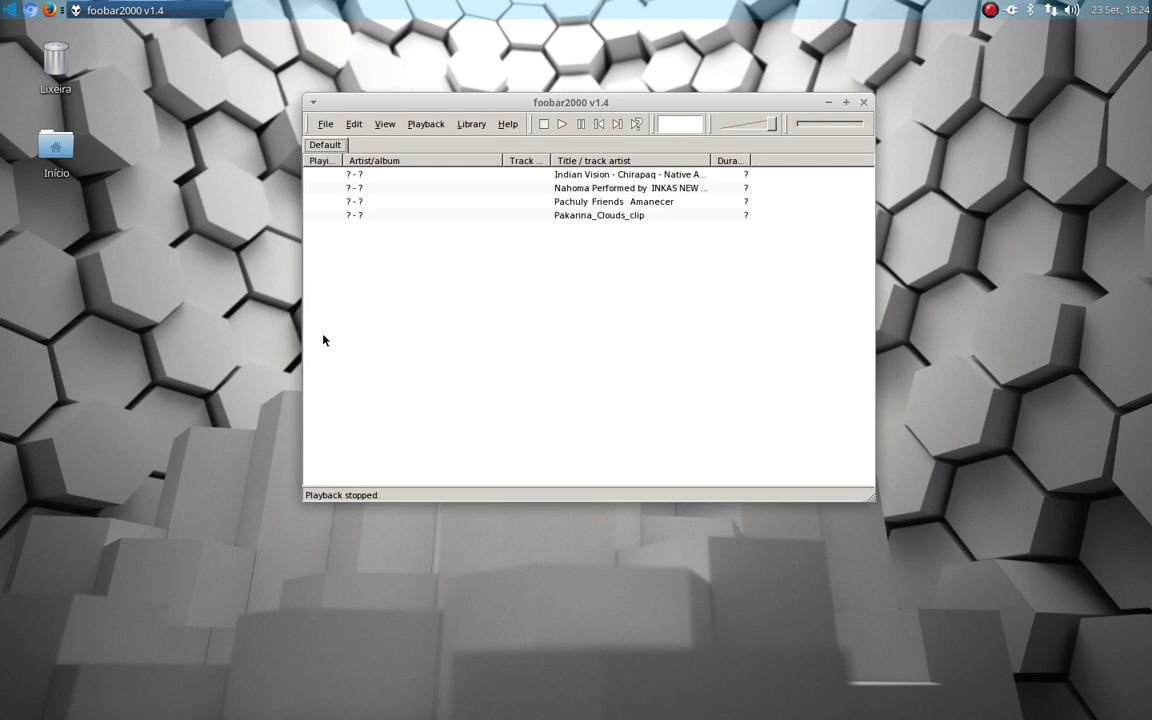 foobar2000 v1.4
23 Set, 18:24
Lixeira
Início
foobar2000 v1.4
File Edit View Playback Library Help
Default
Playi... Artist/album Track ... Title / track artist Dura...
? - ? Indian Vision - Chirapaq - Native A... ?
? - ? Nahoma Performed by INKAS NEW ... ?
? - ? Pachuly Friends Amanecer ?
? - ? Pakarina_Clouds_clip ?
Playback stopped.